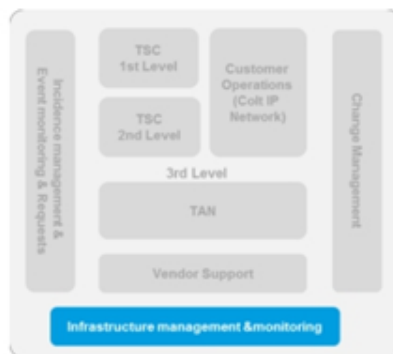 Incidence management &
Event monitoring & Requests
TSC
1st Level
TSC
2nd Level
Customer
Operations
(Colt IP
Network)
3rd Level
TAN
Vendor Support
Change Management
Infrastructure management &monitoring